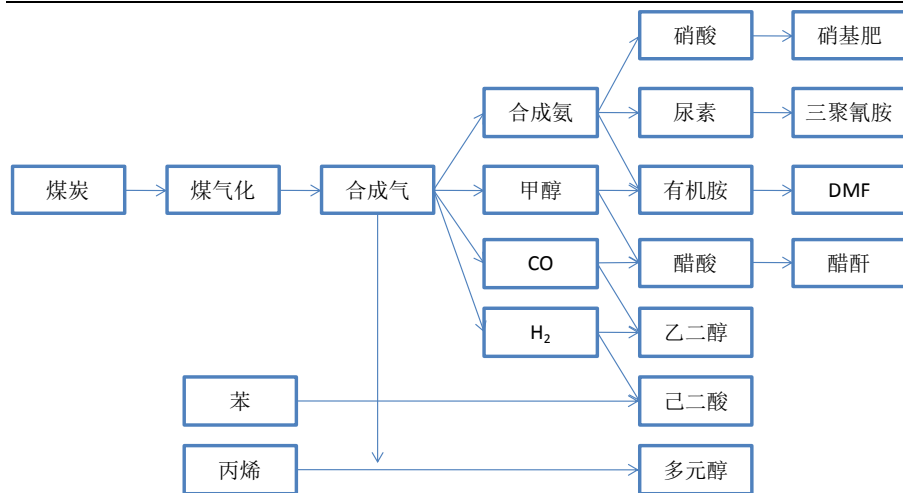 硝酸
硝基肥
合成氨
尿素
三聚氰胺
煤炭
煤气化
合成气
甲醇
有机胺
DMF
CO
醋酸
醋酐
H₂
乙二醇
苯
己二酸
丙烯
多元醇